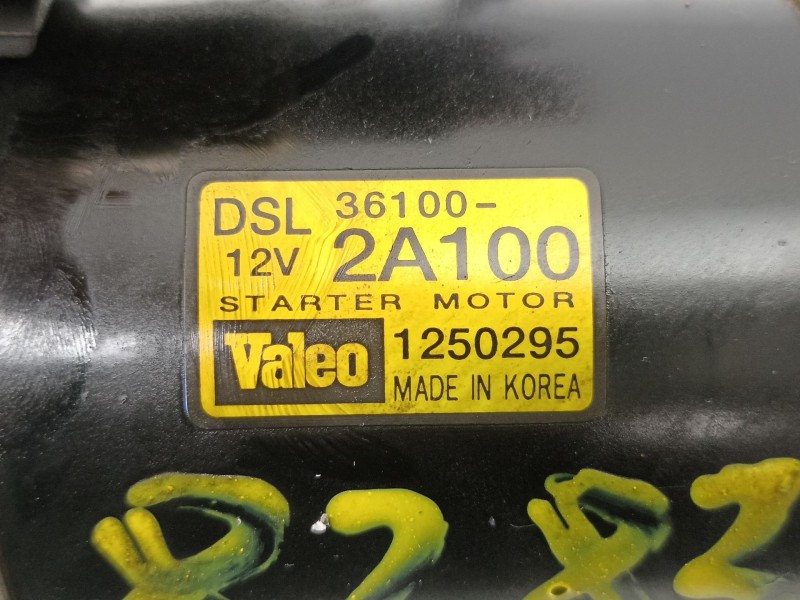 DSL 36100-
12V 2A100
STARTER MOTOR
Valeo 1250295
MADE IN KOREA